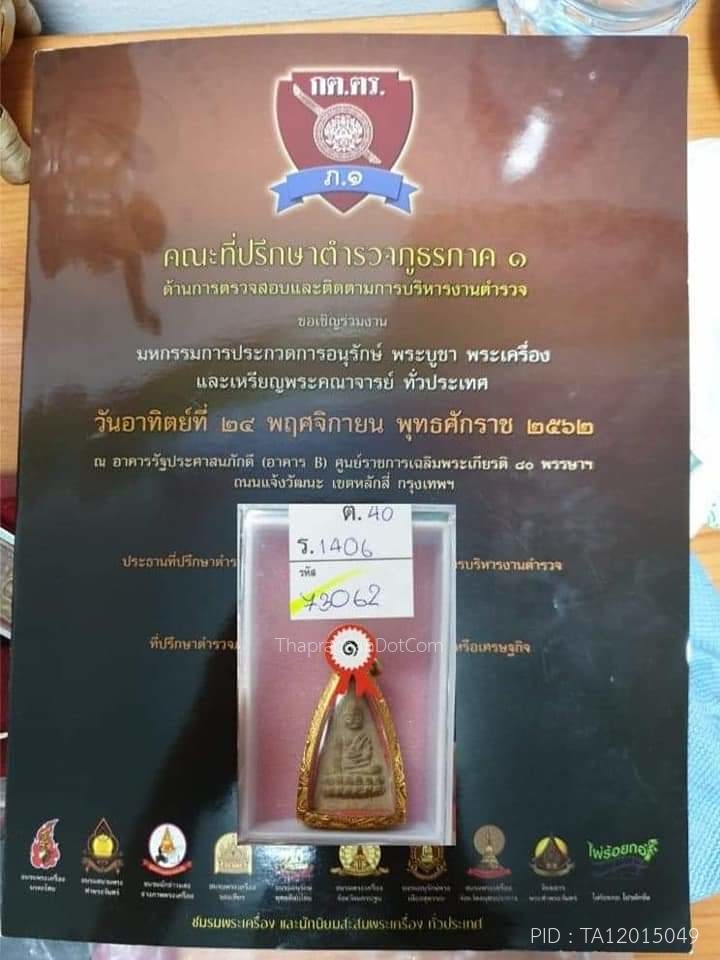 กต.ตร.
ภ.๑
คณะที่ปรึกษาตำรวจภูธรภาค ๑
ด้านการตรวจสอบและติดตามการบริหารงานตำรวจ
ขอเชิญร่วมงาน
มหกรรมการประกวดการอนุรักษ์ พระบูชา พระเครื่อง
และเหรียญพระคณาจารย์ ทั่วประเทศ
วันอาทิตย์ที่ ๒๔ พฤศจิกายน พุทธศักราช ๒๕๖๒
ณ อาคารรัฐประศาสนภักดี (อาคาร B) ศูนย์ราชการเฉลิมพระเกียรติ ๘๐ พรรษาฯ
ถนนแจ้งวัฒนะ เขตหลักสี่ กรุงเทพฯ
ต. 40
ร. 1406
รหัส
73062
ประธานที่ปรึกษาตำร
รบริหารงานตำรวจ
ที่ปรึกษาตำรวจภ
หรือเศรษฐกิจ
๑
ไผ่ร้อยกอ
ชมรมพระเครื่อง และนักนิยมสะสมพระเครื่อง ทั่วประเทศ
PID : TA12015049